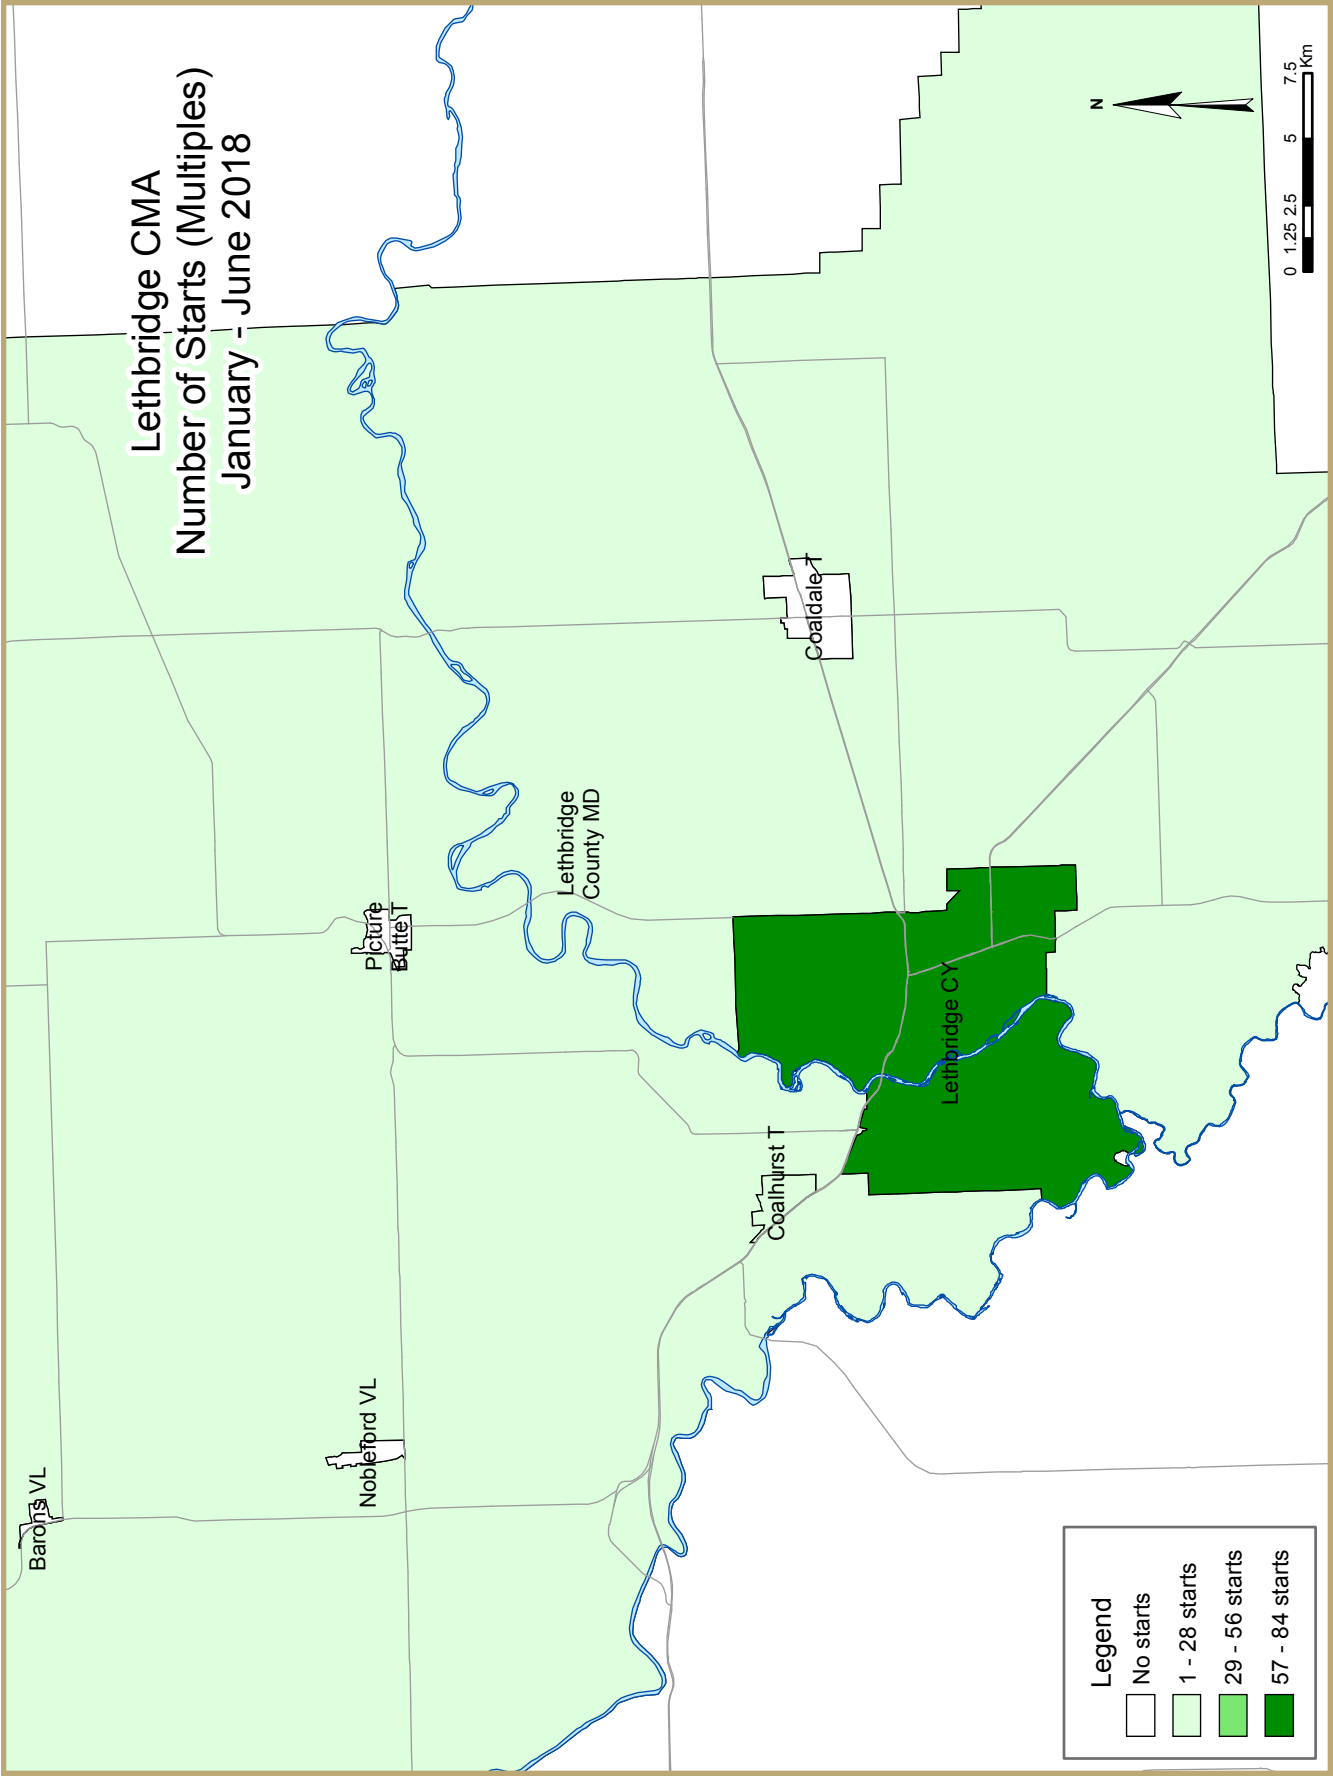 Lethbridge CMA
Number of Starts (Multiples)
January - June 2018
Barons VL
Nobleford VL
Picture
Butte T
Lethbridge
County MD
Coalhurst T
Coaldale T
Lethbridge CY
Legend
No starts
1 - 28 starts
29 - 56 starts
57 - 84 starts
N
0 1.25 2.5 5 7.5
Km